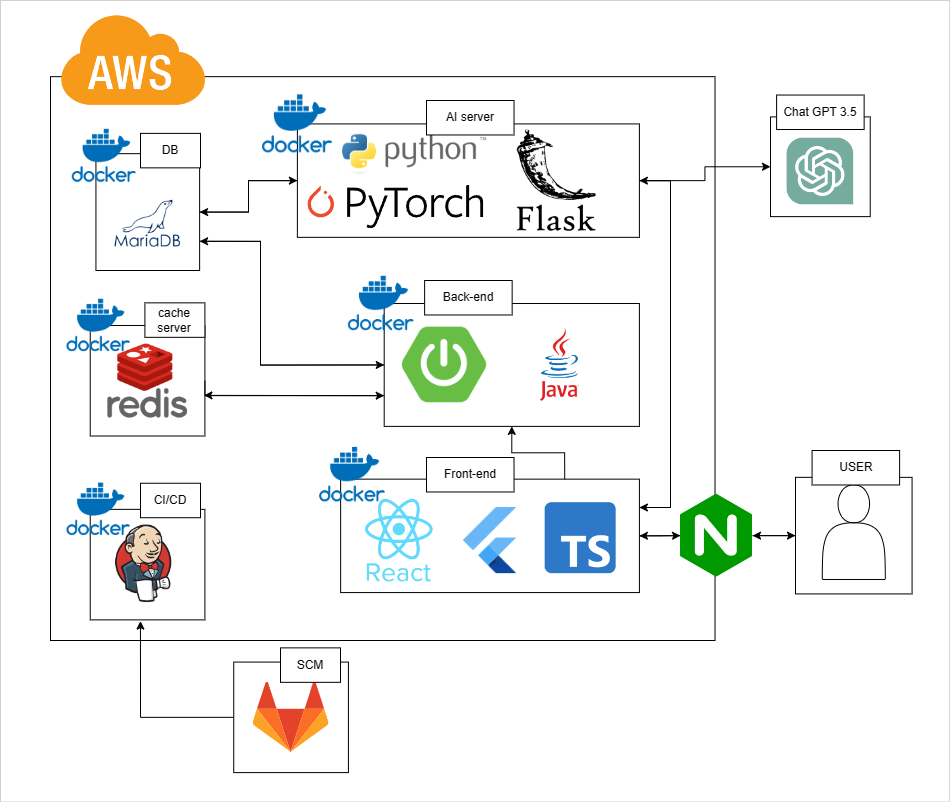 AWS
AI server
docker
python™
PyTorch
Flask
Chat GPT 3.5
DB
docker
MariaDB
Back-end
docker
Java
cache
server
docker
redis
Front-end
docker
React
TS
N
USER
CI/CD
docker
SCM